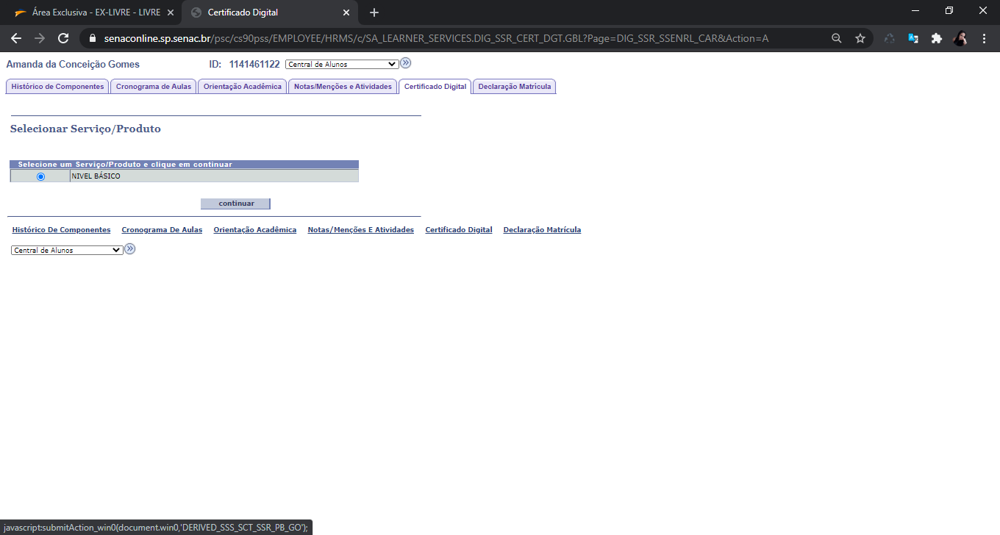 Área Exclusiva - EX-LIVRE - LIVRE
Certificado Digital
senaconline.sp.senac.br/psc/cs90pss/EMPLOYEE/HRMS/c/SA_LEARNER_SERVICES.DIG_SSR_CERT_DGT.GBL?Page=DIG_SSR_SSENRL_CAR&Action=A
Amanda da Conceição Gomes ID: 1141461122 Central de Alunos
Histórico de Componentes Cronograma de Aulas Orientação Acadêmica Notas/Menções e Atividades Certificado Digital Declaração Matrícula
Selecionar Serviço/Produto
Selecione um Serviço/Produto e clique em continuar
NIVEL BÁSICO
continuar
Histórico De Componentes Cronograma De Aulas Orientação Acadêmica Notas/Menções E Atividades Certificado Digital Declaração Matrícula
Central de Alunos
javascript:submitAction_win0(document.win0,'DERIVED_SSS_SCT_SSR_PB_GO');